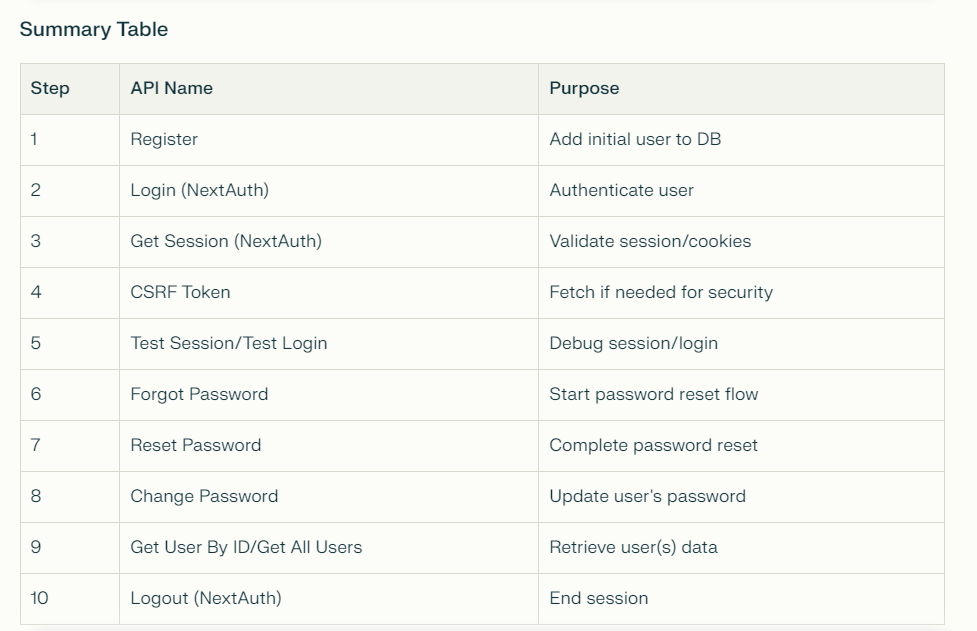 Summary Table
Step API Name Purpose
1 Register Add initial user to DB
2 Login (NextAuth) Authenticate user
3 Get Session (NextAuth) Validate session/cookies
4 CSRF Token Fetch if needed for security
5 Test Session/Test Login Debug session/login
6 Forgot Password Start password reset flow
7 Reset Password Complete password reset
8 Change Password Update user's password
9 Get User By ID/Get All Users Retrieve user(s) data
10 Logout (NextAuth) End session